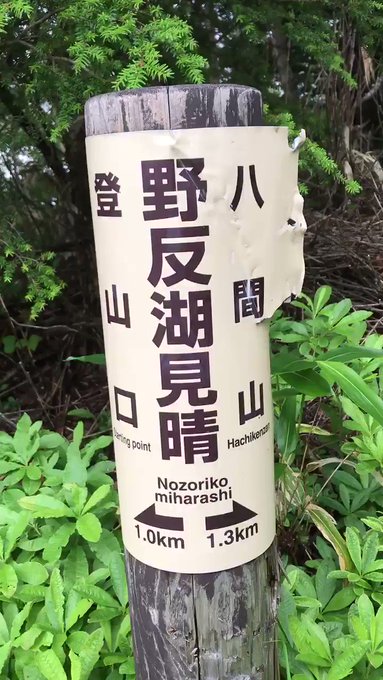 八間山
Hachikenzan
野反湖見晴
Nozoriko
miharashi
登山口
Starting point
1.0km 1.3km